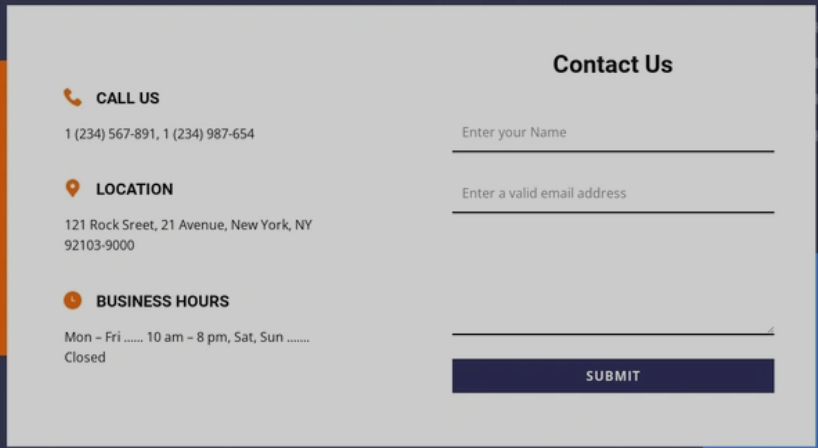 CALL US
1 (234) 567-891, 1 (234) 987-654
LOCATION
121 Rock Sreet, 21 Avenue, New York, NY
92103-9000
BUSINESS HOURS
Mon – Fri ...... 10 am – 8 pm, Sat, Sun .......
Closed
Contact Us
Enter your Name
Enter a valid email address
SUBMIT